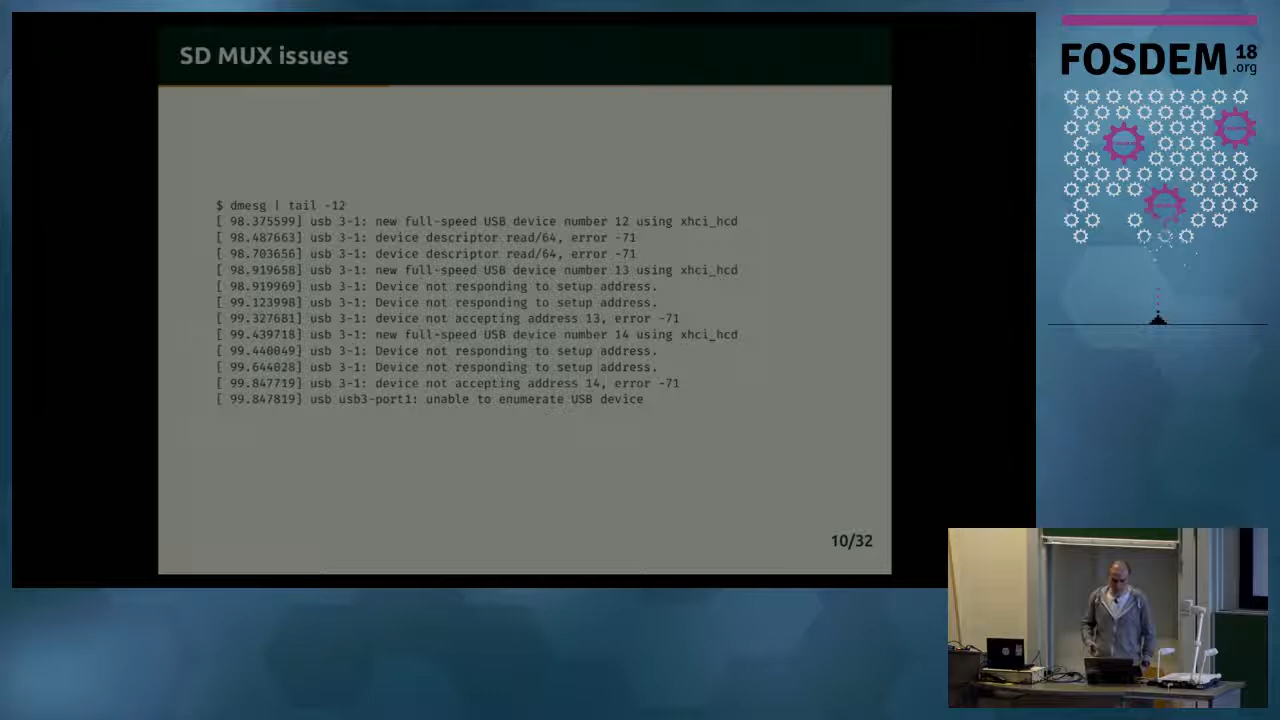 SD MUX issues
$ dmesg | tail -12
[ 98.375599] usb 3-1: new full-speed USB device number 12 using xhci_hcd
[ 98.487663] usb 3-1: device descriptor read/64, error -71
[ 98.703656] usb 3-1: device descriptor read/64, error -71
[ 98.919658] usb 3-1: new full-speed USB device number 13 using xhci_hcd
[ 98.919969] usb 3-1: Device not responding to setup address.
[ 99.123998] usb 3-1: Device not responding to setup address.
[ 99.327681] usb 3-1: device not accepting address 13, error -71
[ 99.439718] usb 3-1: new full-speed USB device number 14 using xhci_hcd
[ 99.440049] usb 3-1: Device not responding to setup address.
[ 99.644028] usb 3-1: Device not responding to setup address.
[ 99.847719] usb 3-1: device not accepting address 14, error -71
[ 99.847819] usb usb3-port1: unable to enumerate USB device
10/32
FOSDEM 18
.org